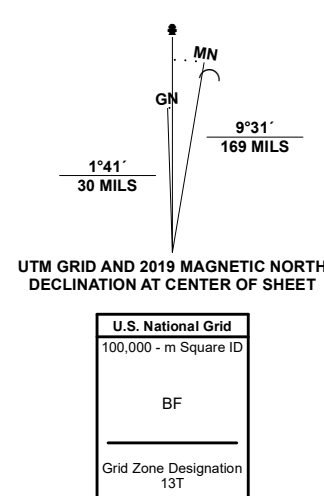 MN
GN
9°31´
169 MILS
1°41´
30 MILS
UTM GRID AND 2019 MAGNETIC NORTH
DECLINATION AT CENTER OF SHEET
U.S. National Grid
100,000 - m Square ID
BF
Grid Zone Designation
13T